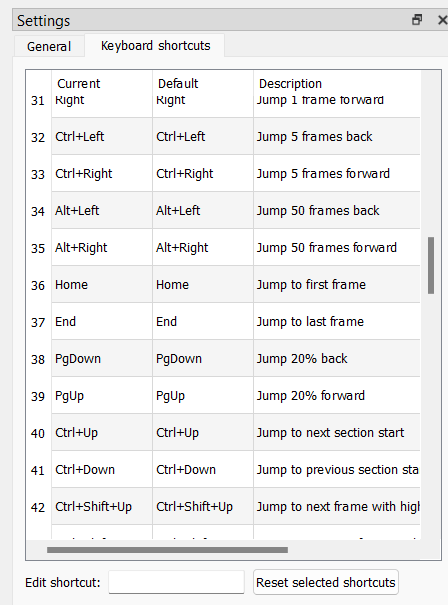 Settings
General Keyboard shortcuts
Current Default Description
31 Right Right Jump 1 frame forward
32 Ctrl+Left Ctrl+Left Jump 5 frames back
33 Ctrl+Right Ctrl+Right Jump 5 frames forward
34 Alt+Left Alt+Left Jump 50 frames back
35 Alt+Right Alt+Right Jump 50 frames forward
36 Home Home Jump to first frame
37 End End Jump to last frame
38 PgDown PgDown Jump 20% back
39 PgUp PgUp Jump 20% forward
40 Ctrl+Up Ctrl+Up Jump to next section start
41 Ctrl+Down Ctrl+Down Jump to previous section sta
42 Ctrl+Shift+Up Ctrl+Shift+Up Jump to next frame with high
Edit shortcut: Reset selected shortcuts